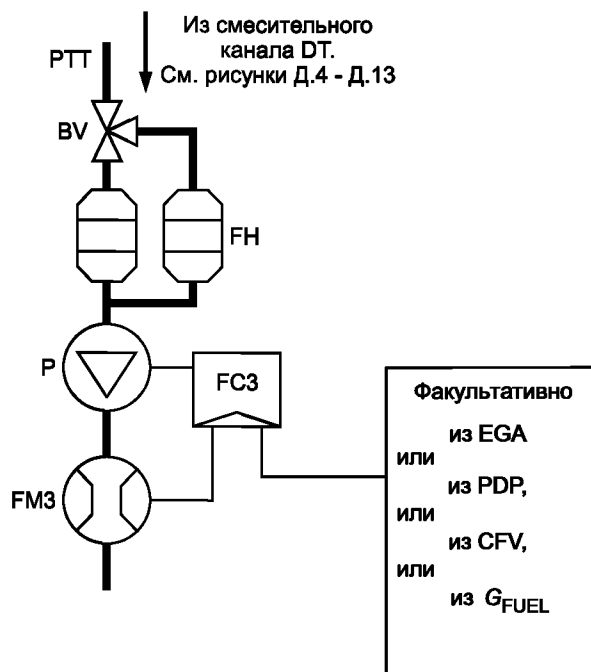 Из смесительного
канала DT.
См. рисунки Д.4 - Д.13
PTT
BV
FH
P
FC3
FM3
Факультативно
из EGA
или
из PDP,
или
из CFV,
или
из GFUEL